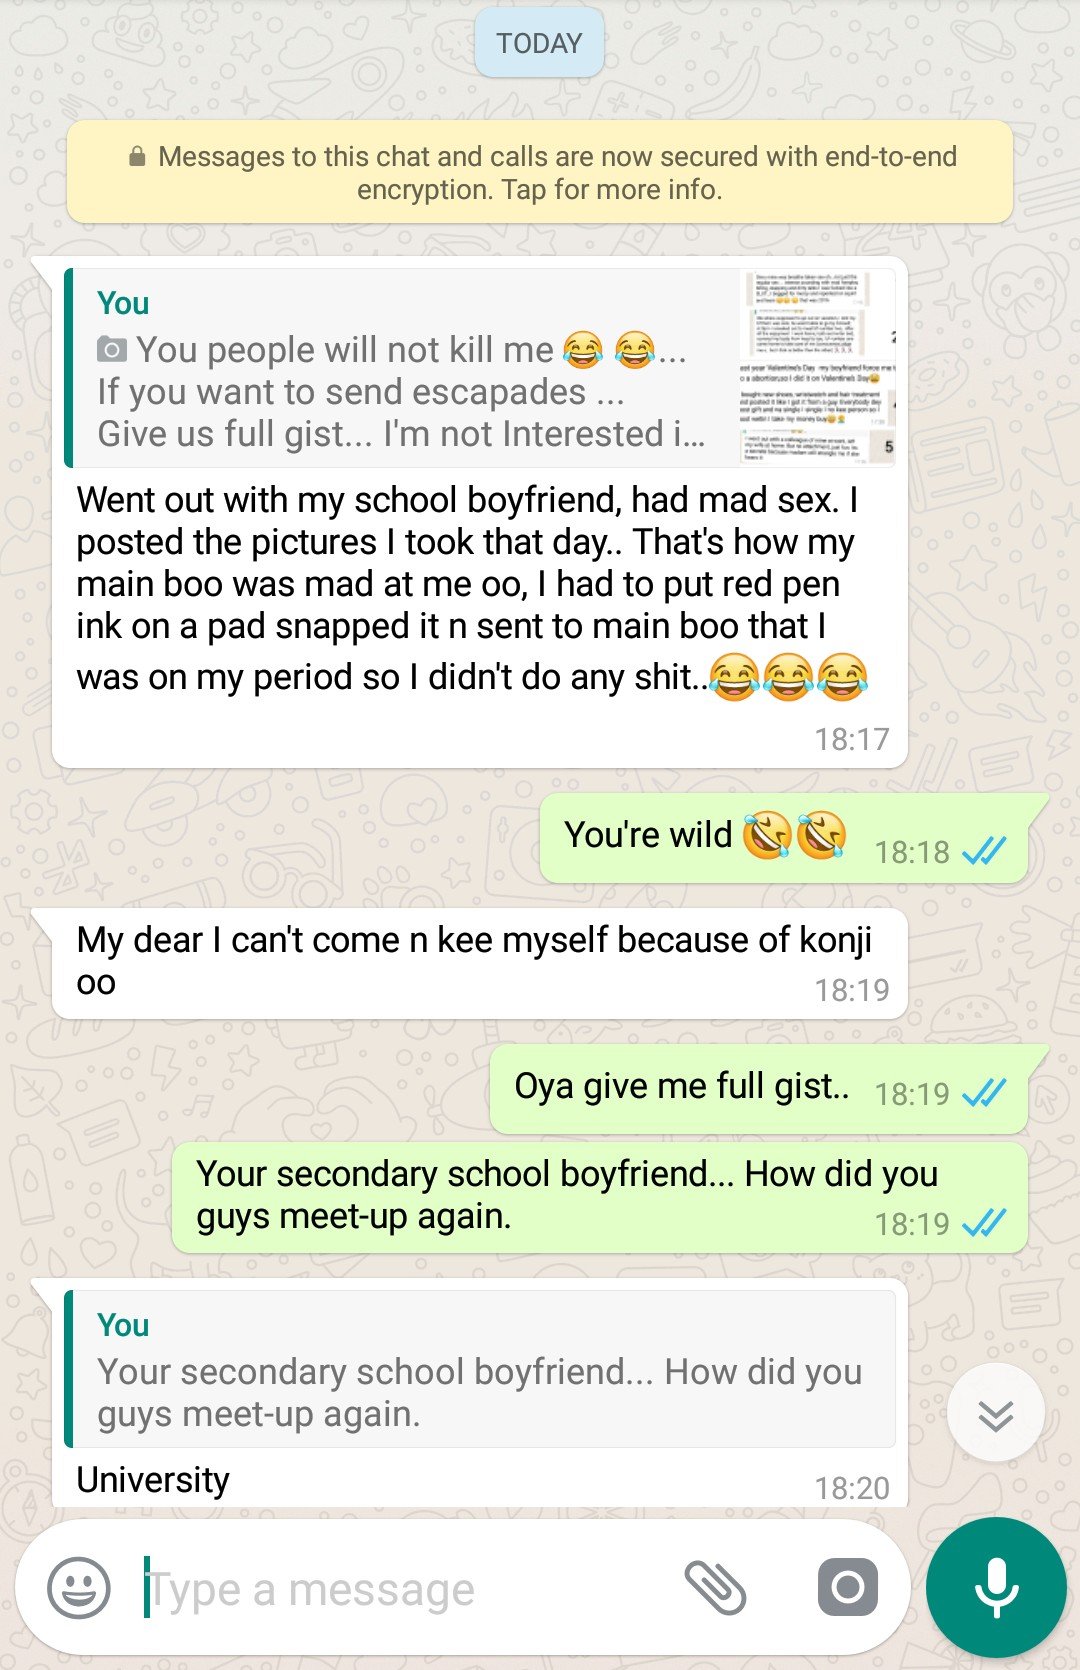 TODAY
Messages to this chat and calls are now secured with end-to-end
encryption. Tap for more info.
You
You people will not kill me 😂 😂...
If you want to send escapades ...
Give us full gist... I'm not Interested i...
5
Went out with my school boyfriend, had mad sex. I
posted the pictures I took that day.. That's how my
main boo was mad at me oo, I had to put red pen
ink on a pad snapped it n sent to main boo that I
was on my period so I didn't do any shit..😂😂😂
18:17
You're wild 🤣🤣 18:18
My dear I can't come n kee myself because of konji
oo 18:19
Oya give me full gist.. 18:19
Your secondary school boyfriend... How did you
guys meet-up again. 18:19
You
Your secondary school boyfriend... How did you
guys meet-up again.
University 18:20
Type a message